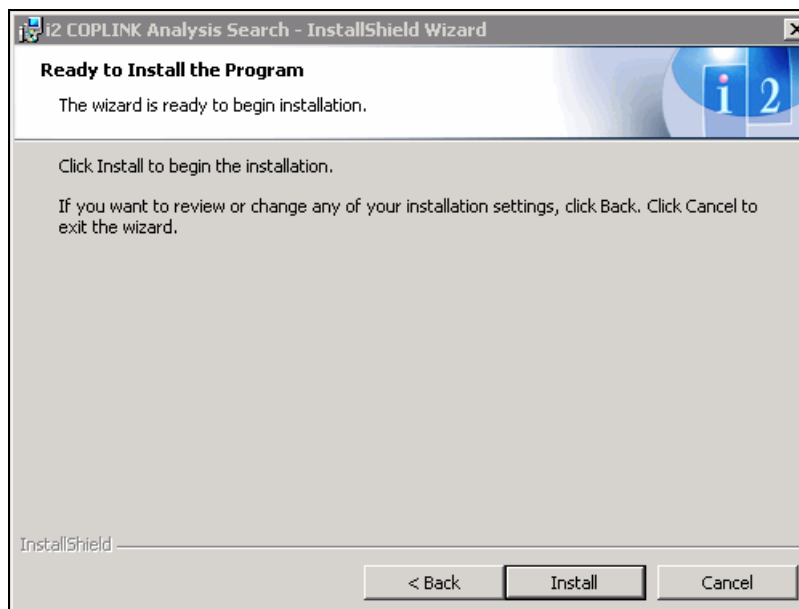 i2 COPLINK Analysis Search - InstallShield Wizard
Ready to Install the Program
The wizard is ready to begin installation.
i2
Click Install to begin the installation.
If you want to review or change any of your installation settings, click Back. Click Cancel to
exit the wizard.
InstallShield
< Back
Install
Cancel